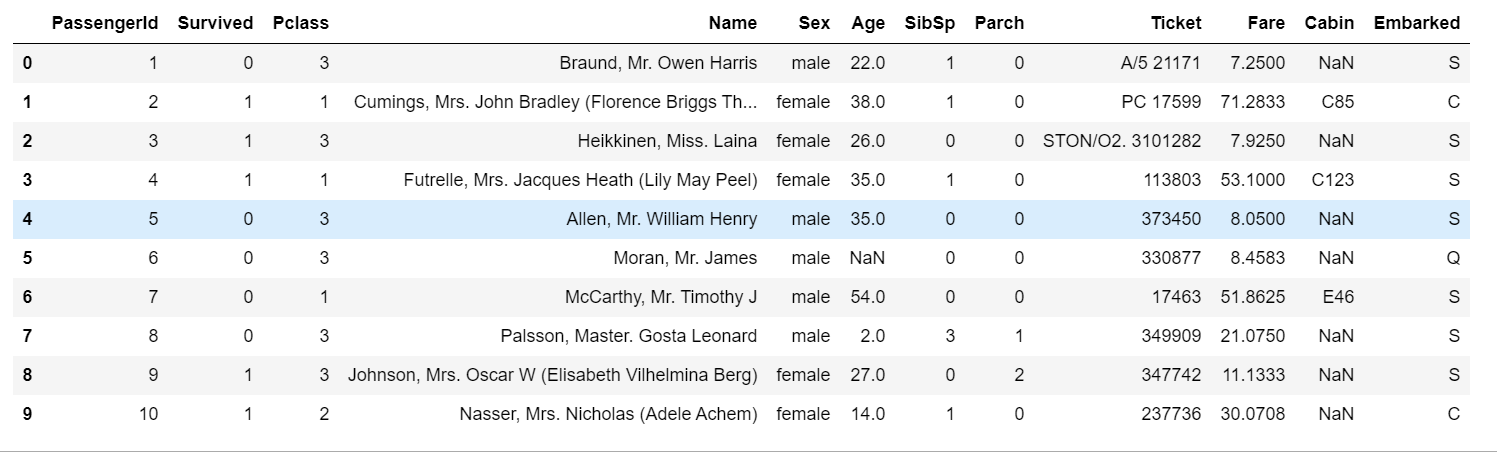 PassengerId Survived Pclass Name Sex Age SibSp Parch Ticket Fare Cabin Embarked
0 1 0 3 Braund, Mr. Owen Harris male 22.0 1 0 A/5 21171 7.2500 NaN S
1 2 1 1 Cumings, Mrs. John Bradley (Florence Briggs Th... female 38.0 1 0 PC 17599 71.2833 C85 C
2 3 1 3 Heikkinen, Miss. Laina female 26.0 0 0 STON/O2. 3101282 7.9250 NaN S
3 4 1 1 Futrelle, Mrs. Jacques Heath (Lily May Peel) female 35.0 1 0 113803 53.1000 C123 S
4 5 0 3 Allen, Mr. William Henry male 35.0 0 0 373450 8.0500 NaN S
5 6 0 3 Moran, Mr. James male NaN 0 0 330877 8.4583 NaN Q
6 7 0 1 McCarthy, Mr. Timothy J male 54.0 0 0 17463 51.8625 E46 S
7 8 0 3 Palsson, Master. Gosta Leonard male 2.0 3 1 349909 21.0750 NaN S
8 9 1 3 Johnson, Mrs. Oscar W (Elisabeth Vilhelmina Berg) female 27.0 0 2 347742 11.1333 NaN S
9 10 1 2 Nasser, Mrs. Nicholas (Adele Achem) female 14.0 1 0 237736 30.0708 NaN C